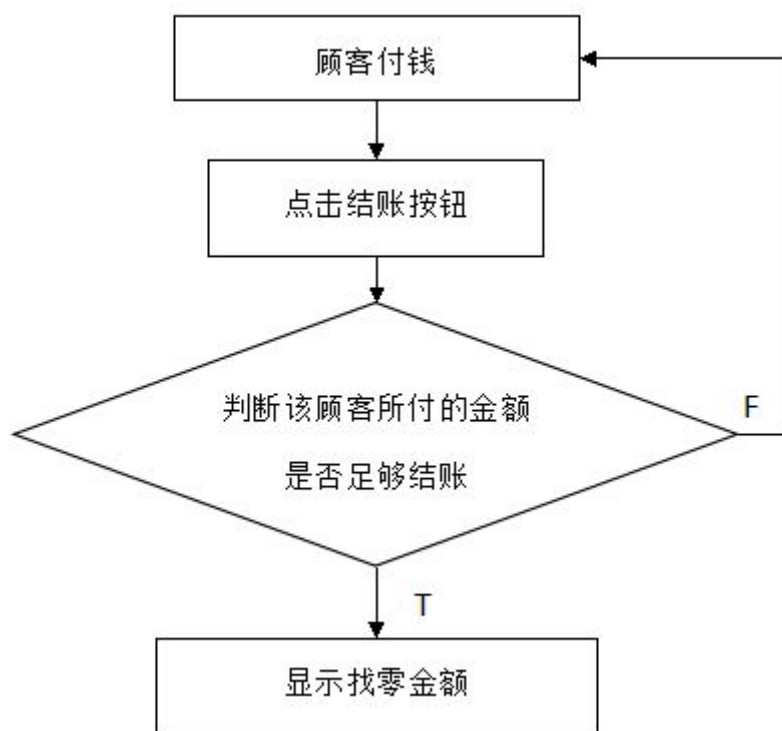 顾客付钱
点击结账按钮
判断该顾客所付的金额
是否足够结账
F
T
显示找零金额